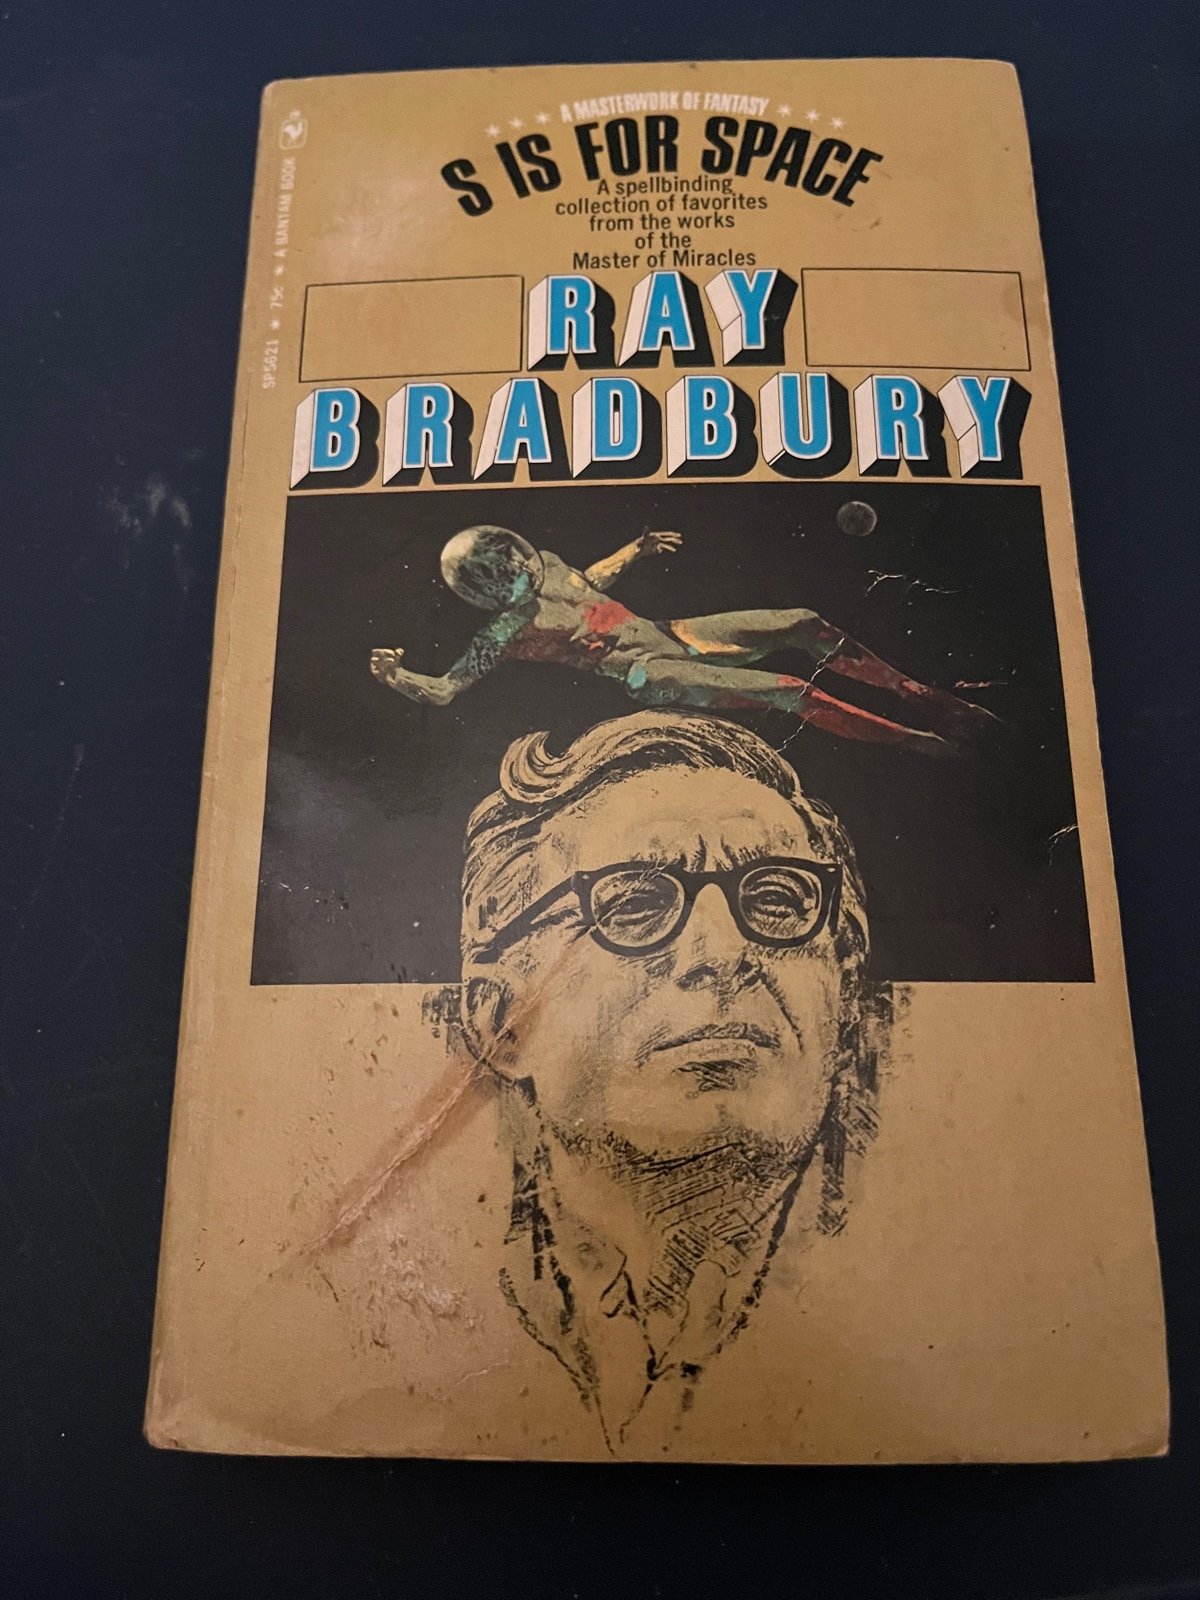 A MASTERWORK OF FANTASY
S IS FOR SPACE
A spellbinding
collection of favorites
from the works
of the
Master of Miracles
RAY
BRADBURY
SP5621 * 75c * A BANTAM BOOK